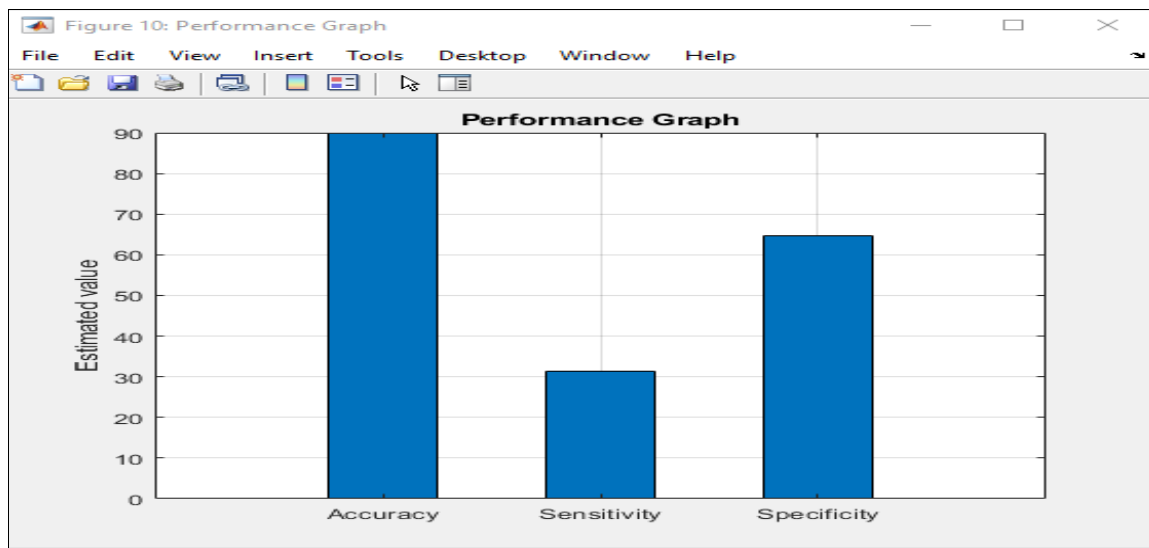 Figure 10: Performance Graph
File Edit View Insert Tools Desktop Window Help
Performance Graph
Estimated value
90
80
70
60
50
40
30
20
10
0
Accuracy Sensitivity Specificity